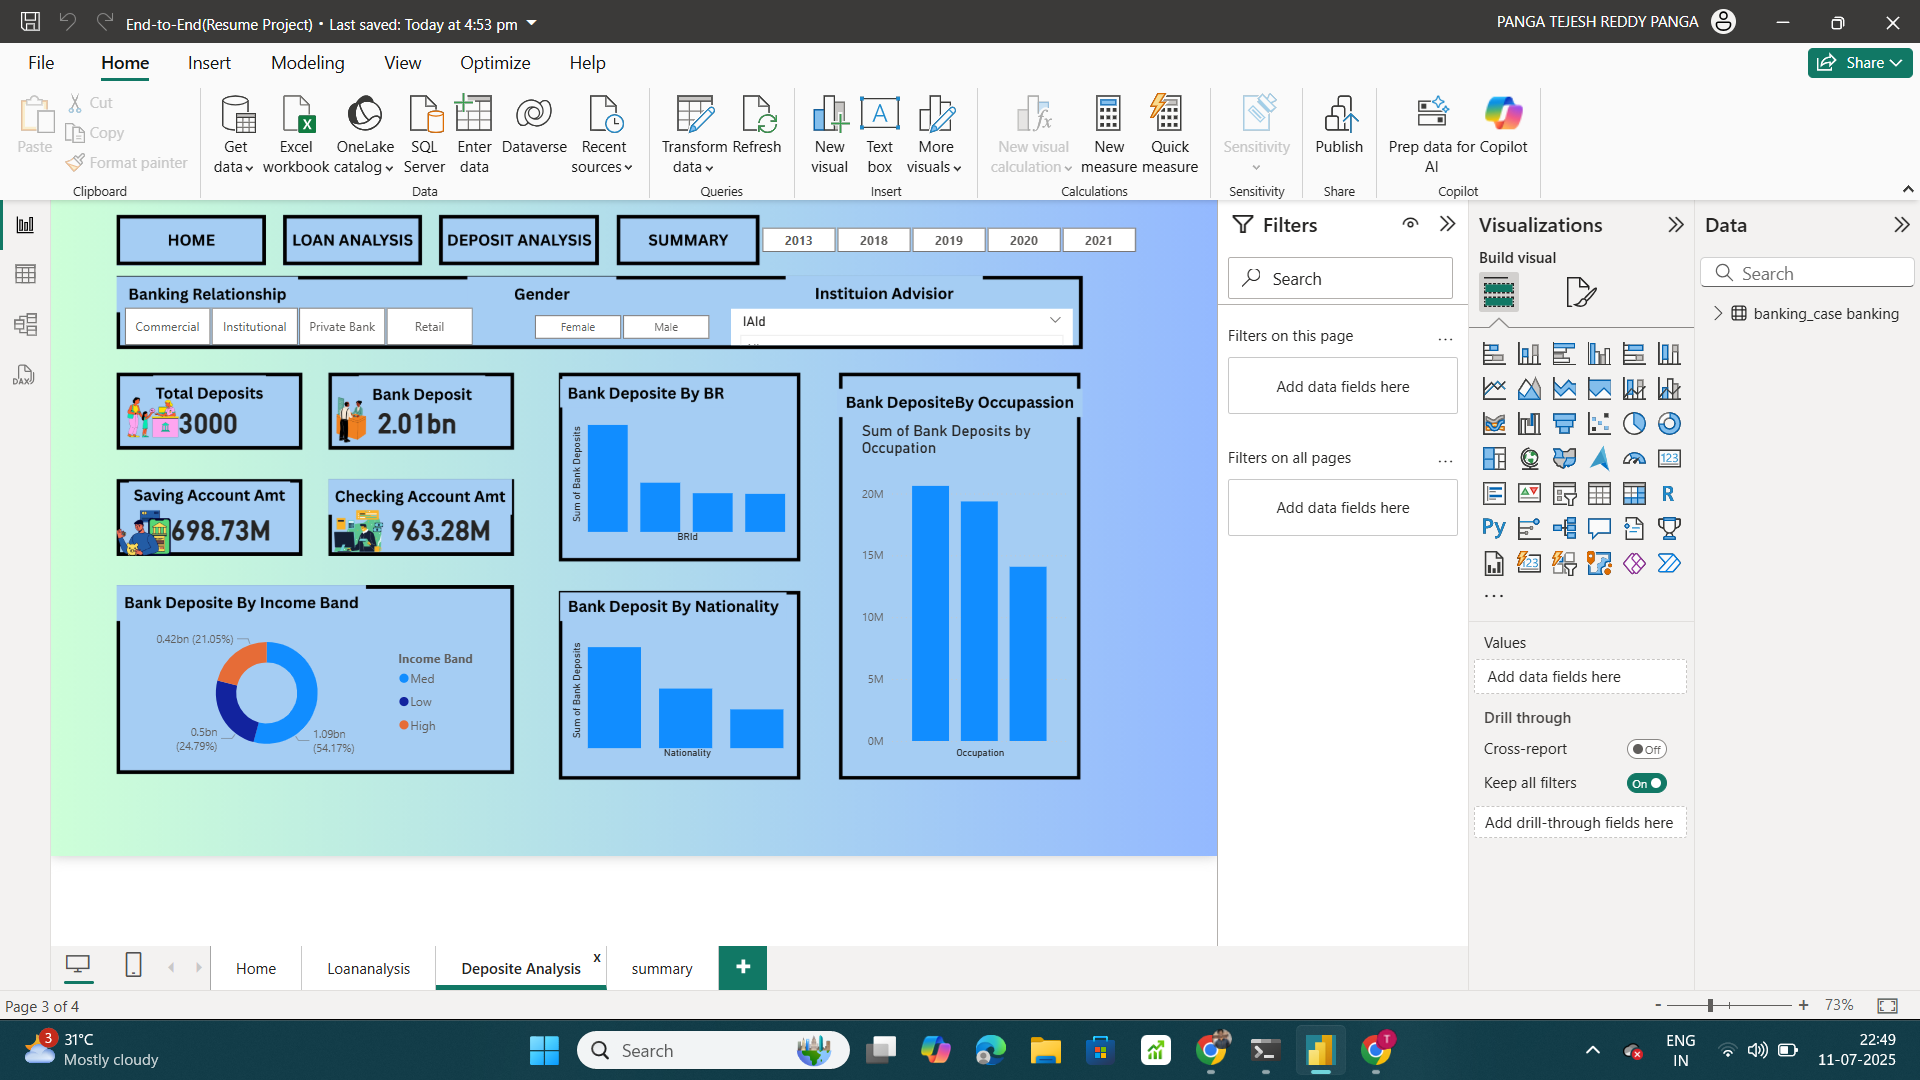 End-to-End(Resume Project) • Last saved: Today at 4:53 pm
PANGA TEJESH REDDY PANGA
File Home Insert Modeling View Optimize Help
Share
Paste
Cut
Copy
Format painter
Clipboard
Get data
Excel workbook
OneLake catalog
SQL Server
Enter data
Dataverse
Recent sources
Data
Transform data
Refresh
Queries
New visual
Text box
More visuals
Insert
New visual calculation
New measure
Quick measure
Calculations
Sensitivity
Sensitivity
Publish
Share
Prep data for AI
Copilot
Copilot
HOME
LOAN ANALYSIS
DEPOSIT ANALYSIS
SUMMARY
2013 2018 2019 2020 2021
Banking Relationship
Commercial Institutional Private Bank Retail
Gender
Female Male
Instituion Advisior
IAId
Total Deposits
3000
Bank Deposit
2.01bn
Saving Account Amt
698.73M
Checking Account Amt
963.28M
Bank Deposite By BR
Sum of Bank Deposits
BRId
Bank DepositeBy Occupassion
Sum of Bank Deposits by
Occupation
20M
15M
10M
5M
0M
Occupation
Bank Deposite By Income Band
0.42bn (21.05%)
0.5bn
(24.79%)
1.09bn
(54.17%)
Income Band
Med
Low
High
Bank Deposit By Nationality
Sum of Bank Deposits
Nationality
Filters
Search
Filters on this page
...
Add data fields here
Filters on all pages
...
Add data fields here
Visualizations
Build visual
123
R
Py
123
...
Values
Add data fields here
Drill through
Cross-report
Off
Keep all filters
On
Add drill-through fields here
Data
Search
banking_case banking
DAX
Home
Loananalysis
Deposite Analysis
x
summary
+
Page 3 of 4
- + 73%
3
31°C
Mostly cloudy
Search
T
ENG
IN
22:49
11-07-2025